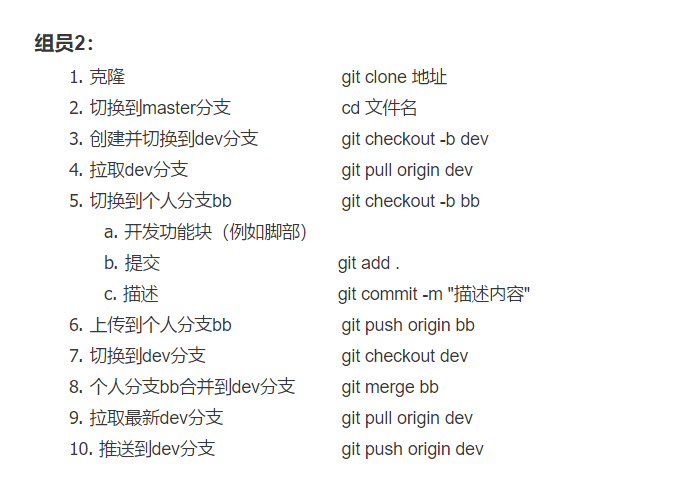 组员2：
1. 克隆 git clone 地址
2. 切换到master分支 cd 文件名
3. 创建并切换到dev分支 git checkout -b dev
4. 拉取dev分支 git pull origin dev
5. 切换到个人分支bb git checkout -b bb
a. 开发功能块（例如脚部）
b. 提交 git add .
c. 描述 git commit -m "描述内容"
6. 上传到个人分支bb git push origin bb
7. 切换到dev分支 git checkout dev
8. 个人分支bb合并到dev分支 git merge bb
9. 拉取最新dev分支 git pull origin dev
10. 推送到dev分支 git push origin dev